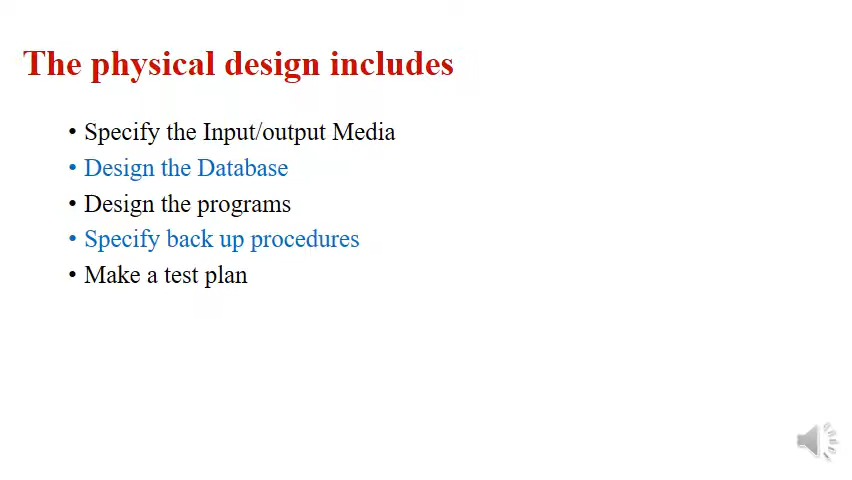 The physical design includes
• Specify the Input/output Media
• Design the Database
• Design the programs
• Specify back up procedures
• Make a test plan